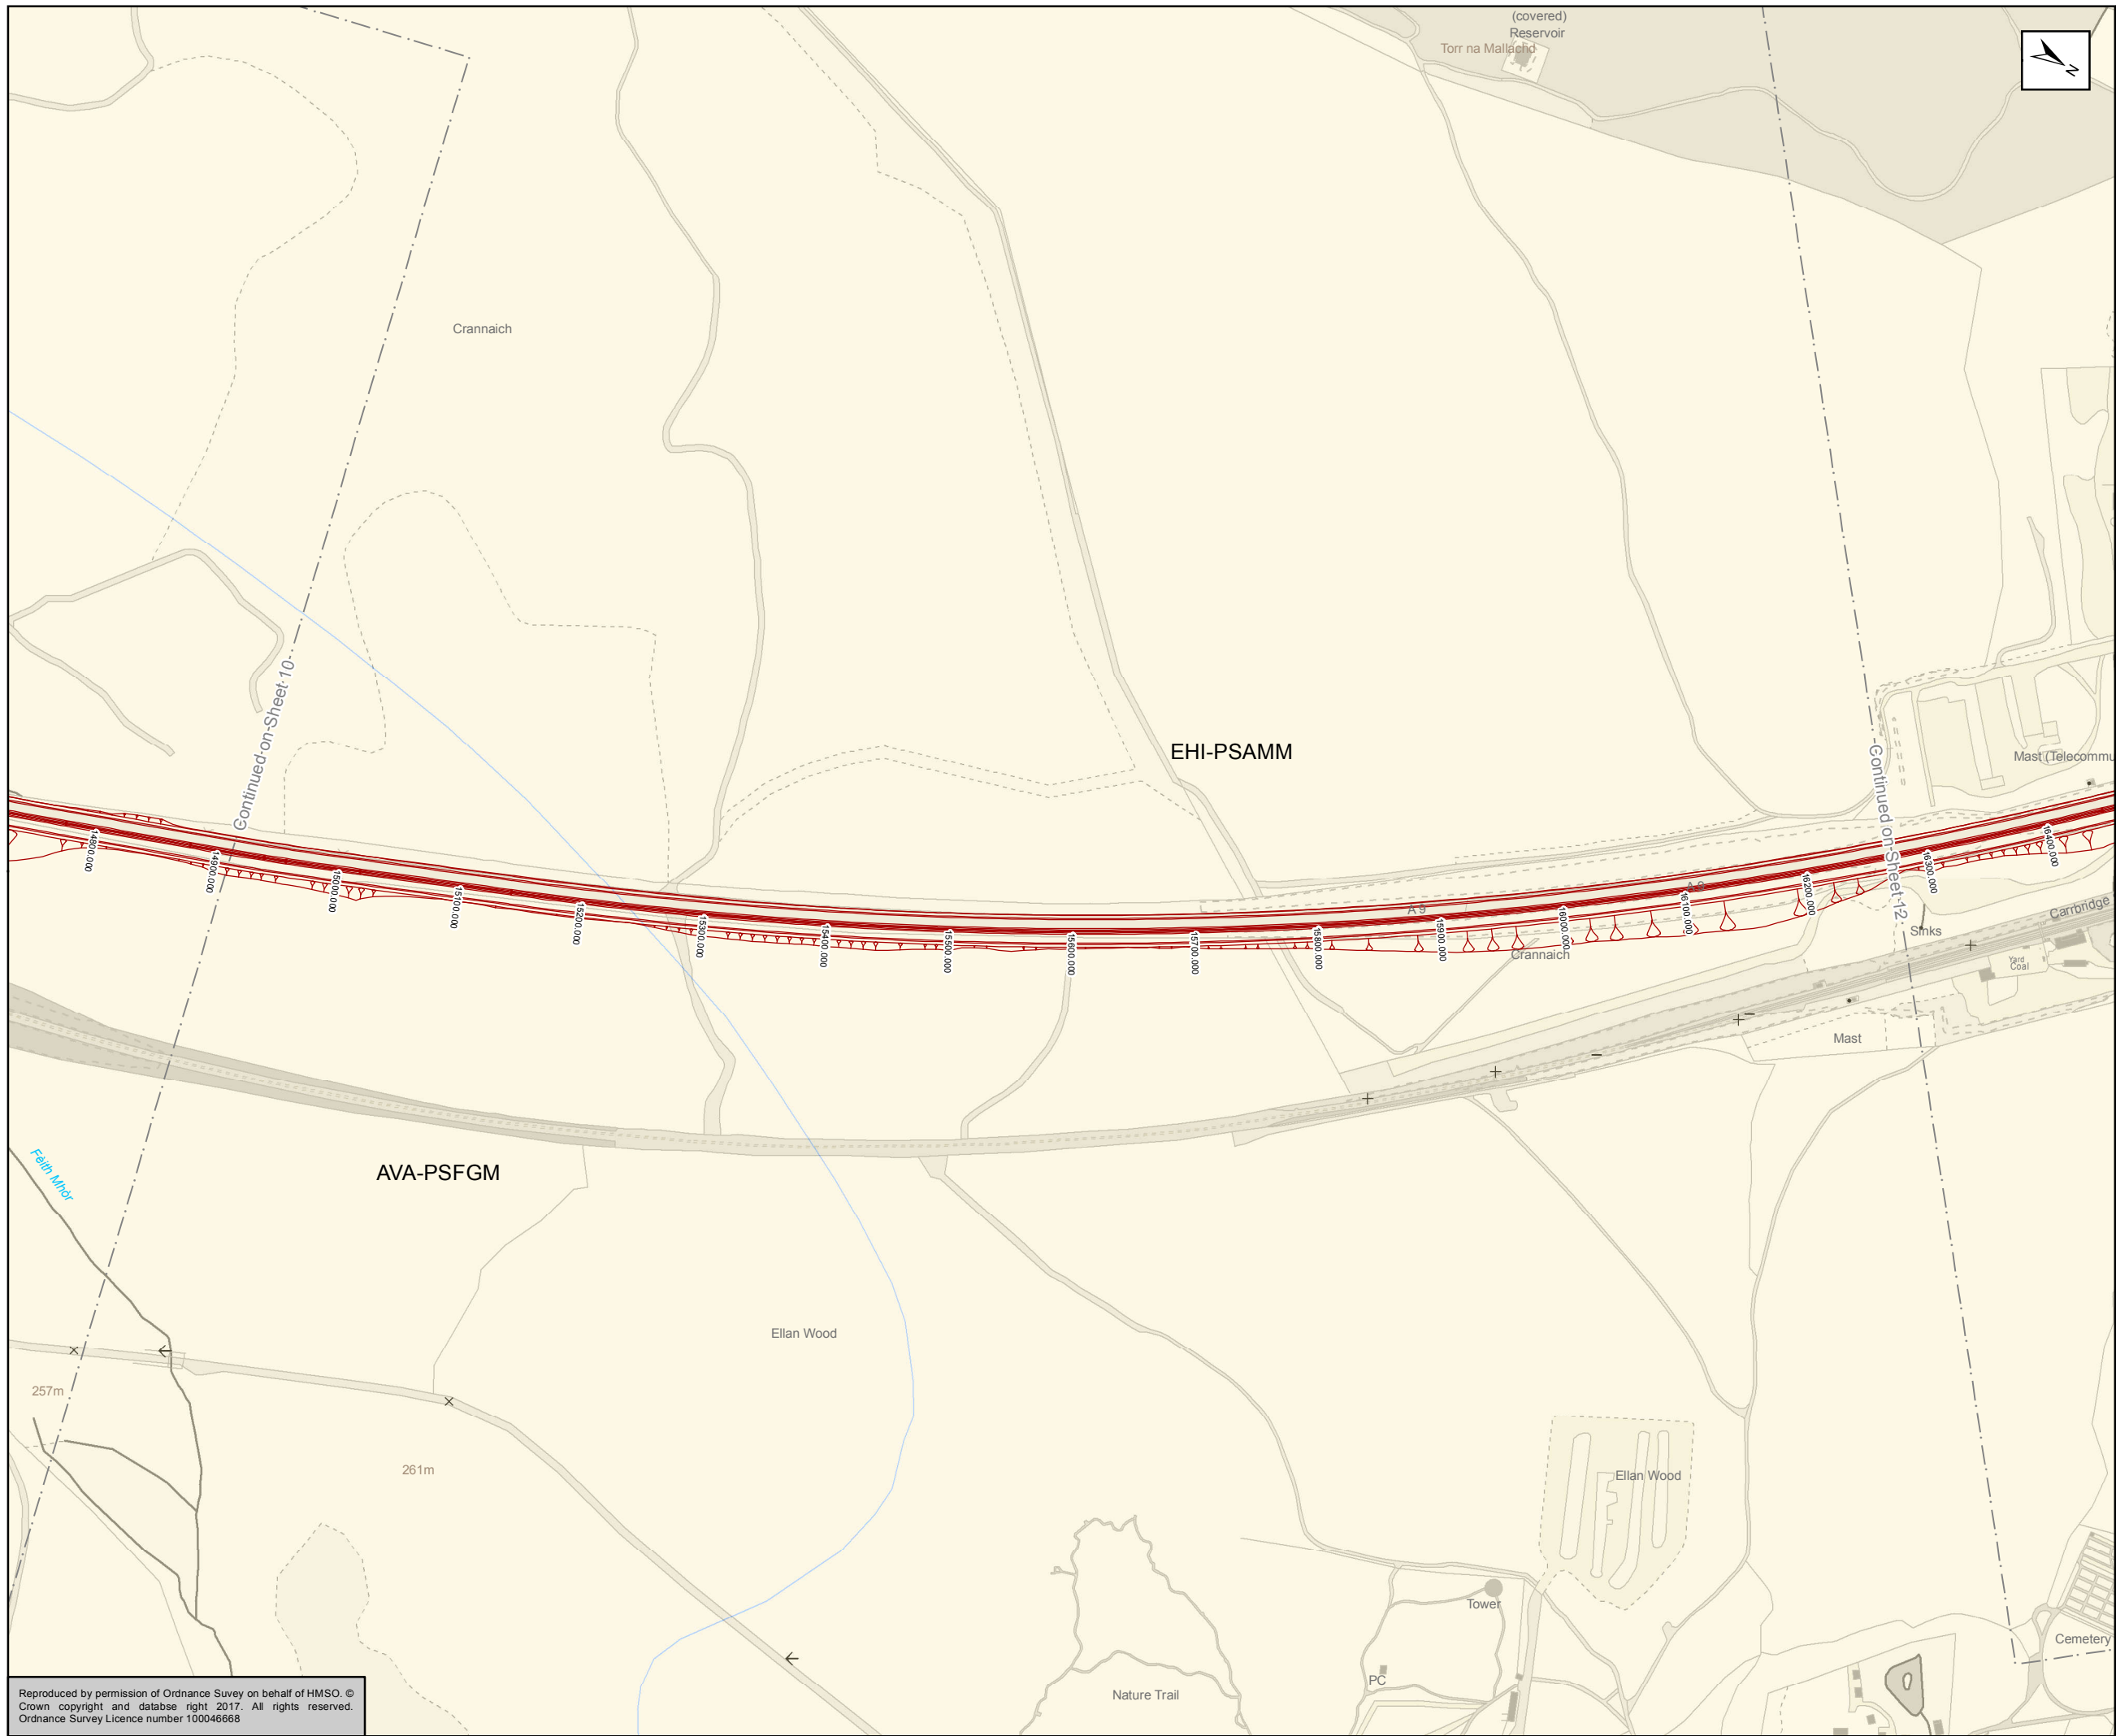 (covered)
Reservoir
Torr na Mallachd
N
Crannaich
Continued on Sheet 10
EHI-PSAMM
Continued on Sheet 12
Mast (Telecommu
14800.000
14900.000
15000.000
15100.000
15200.000
15300.000
15400.000
15500.000
15600.000
15700.000
15800.000
15900.000
16000.000
16100.000
16200.000
16300.000
16400.000
A 9
A 9
Carrbridge
Sinks
Crannaich
Yard
Coal
Mast
Fèith Mhòr
AVA-PSFGM
Ellan Wood
257m
261m
Ellan Wood
Tower
Cemetery
PC
Nature Trail
Reproduced by permission of Ordnance Suvey on behalf of HMSO. ©
Crown copyright and databse right 2017. All rights reserved.
Ordnance Survey Licence number 100046668